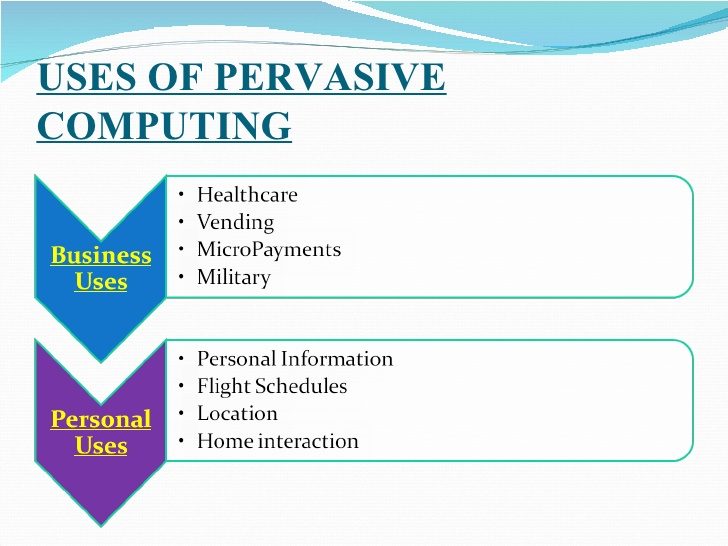 USES OF PERVASIVE
COMPUTING
Business
Uses
• Healthcare
• Vending
• MicroPayments
• Military
Personal
Uses
• Personal Information
• Flight Schedules
• Location
• Home interaction